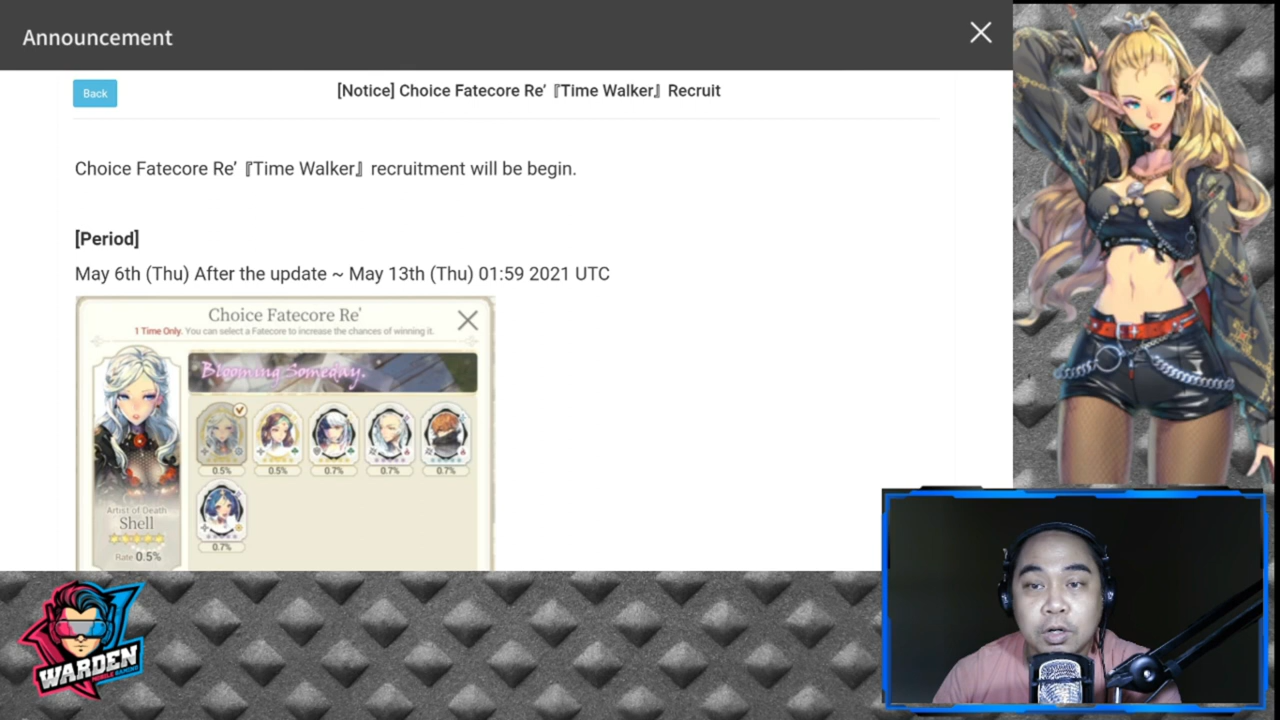 Announcement
Back
[Notice] Choice Fatecore Re’『Time Walker』Recruit
Choice Fatecore Re’『Time Walker』recruitment will be begin.
[Period]
May 6th (Thu) After the update ~ May 13th (Thu) 01:59 2021 UTC
Choice Fatecore Re'
1 Time Only. You can select a Fatecore to increase the chances of winning it.
Blooming Someday.
0.5% 0.5% 0.7% 0.7% 0.7%
0.7%
Artist of Death
Shell
Rate 0.5%
WARDEN
MOBILE GAMING